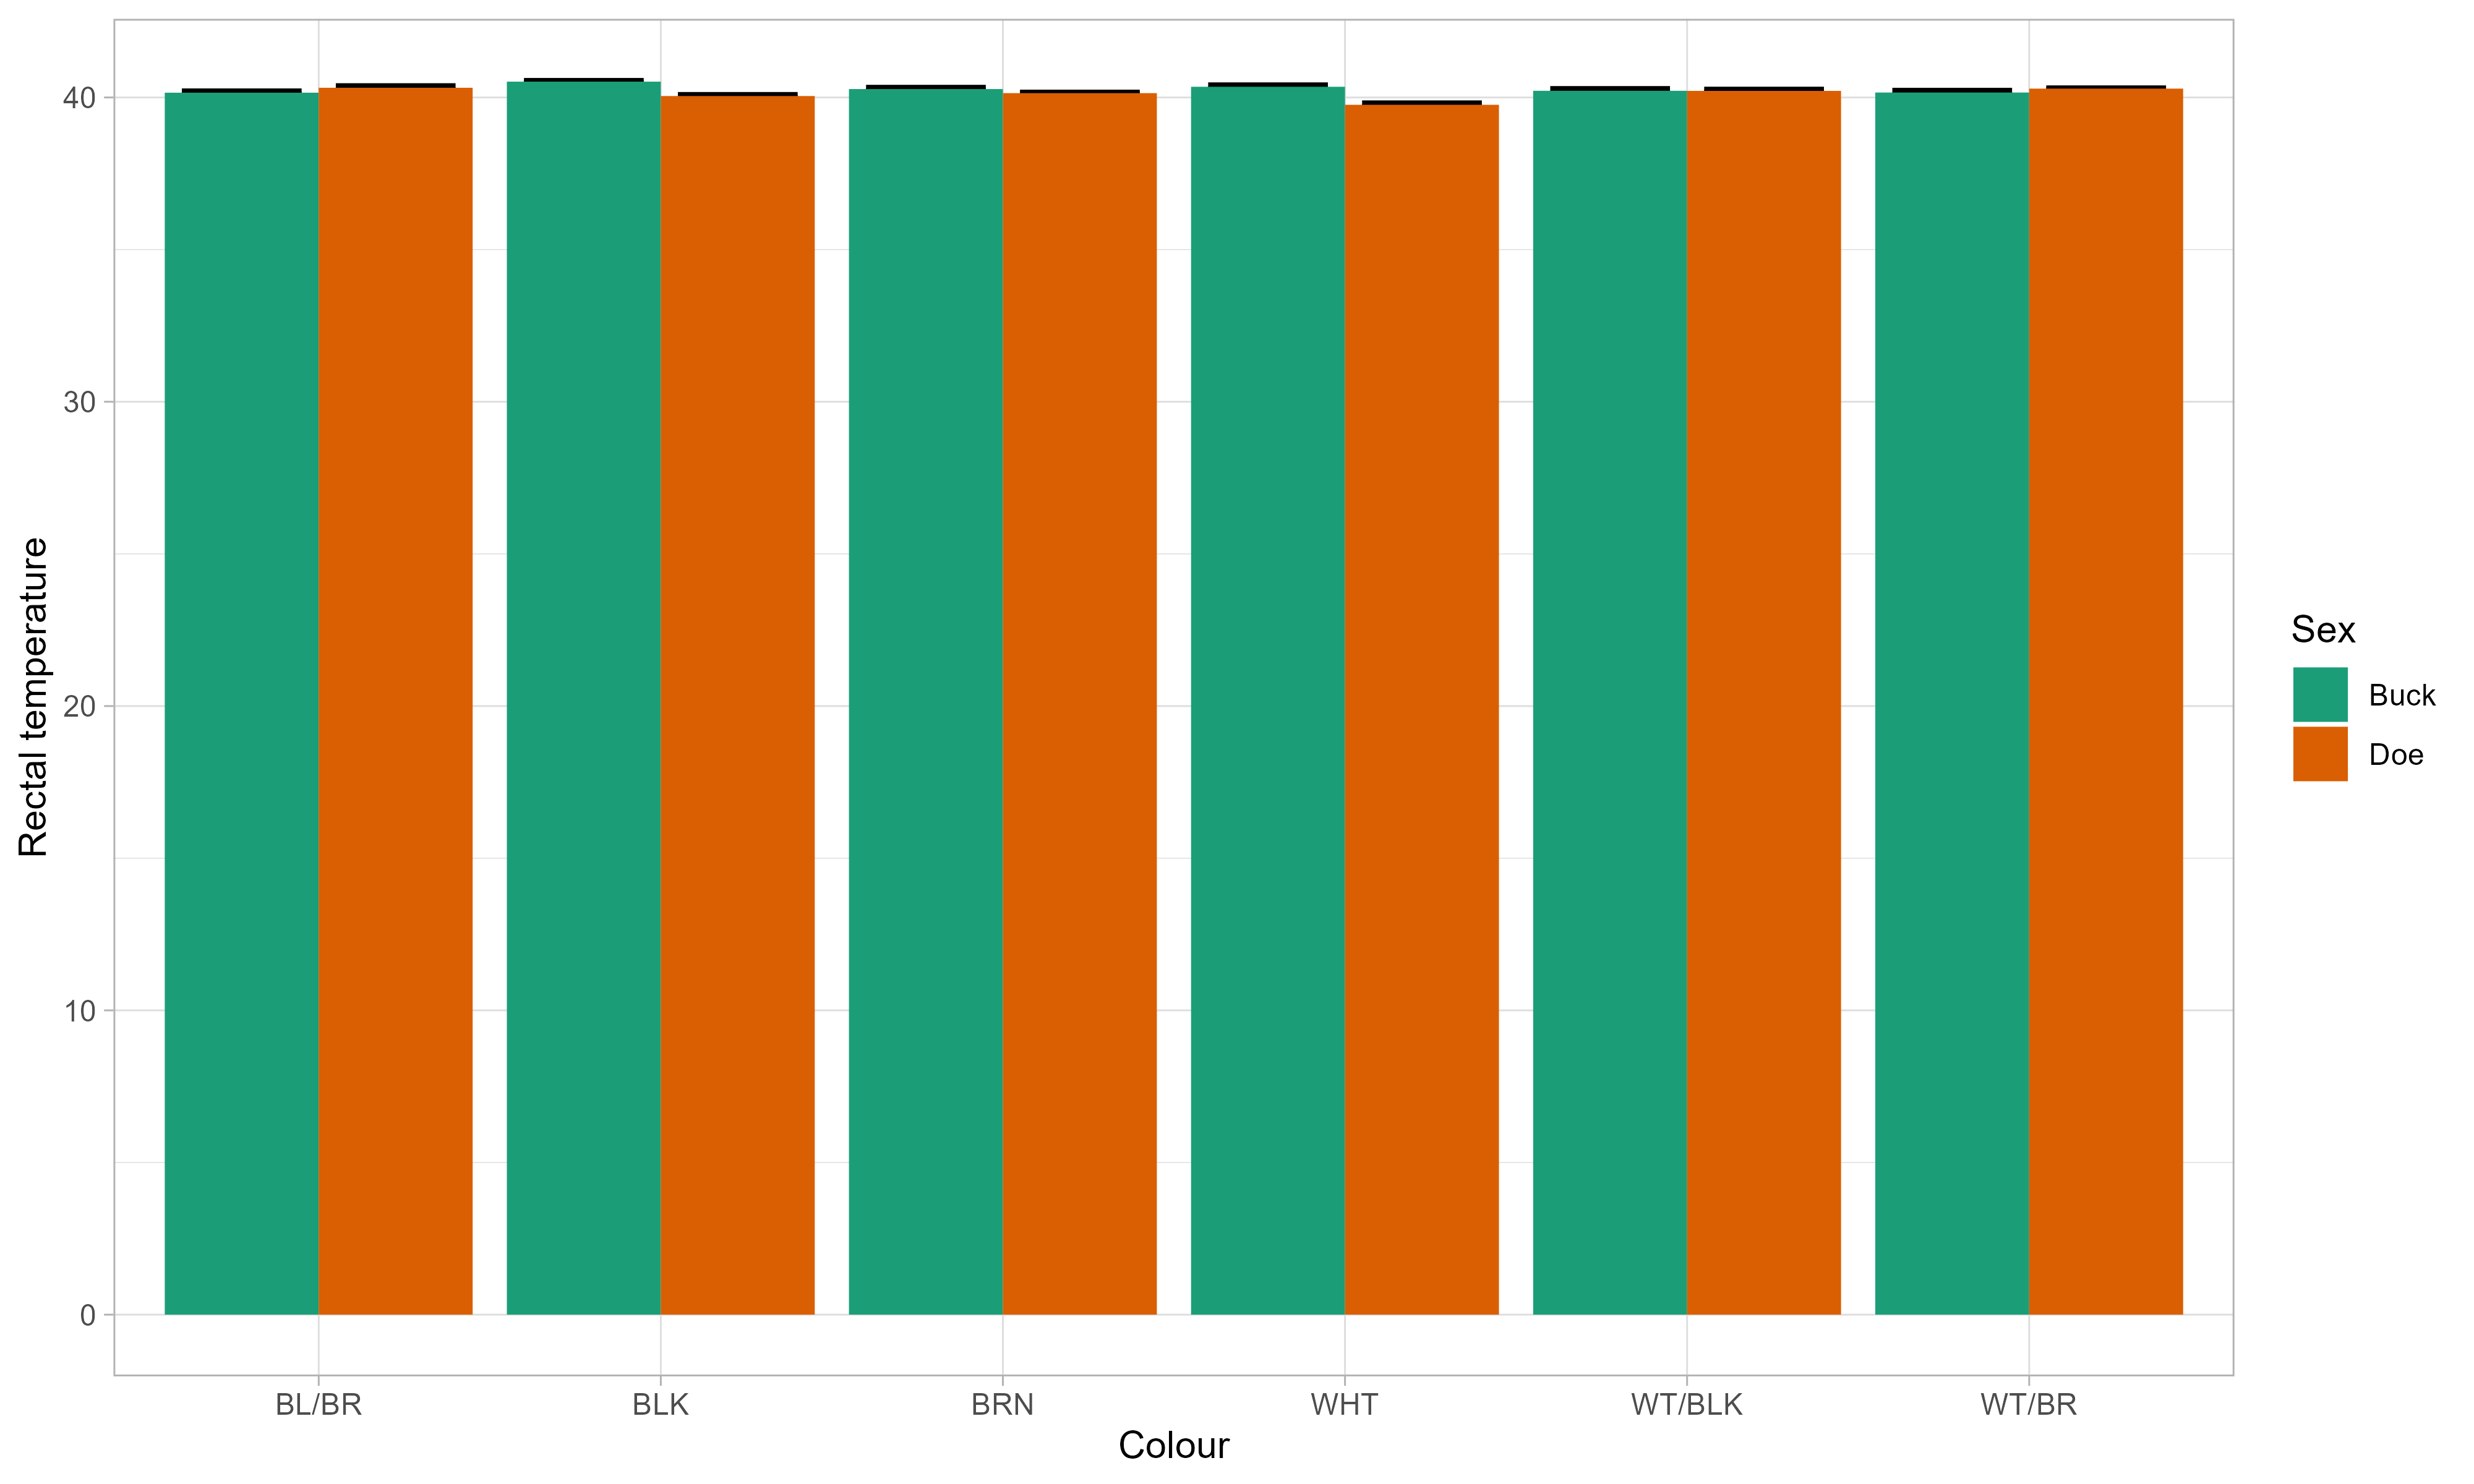 Rectal temperature
40
30
20
10
0
BL/BR BLK BRN WHT WT/BLK WT/BR
Colour
Sex
Buck
Doe